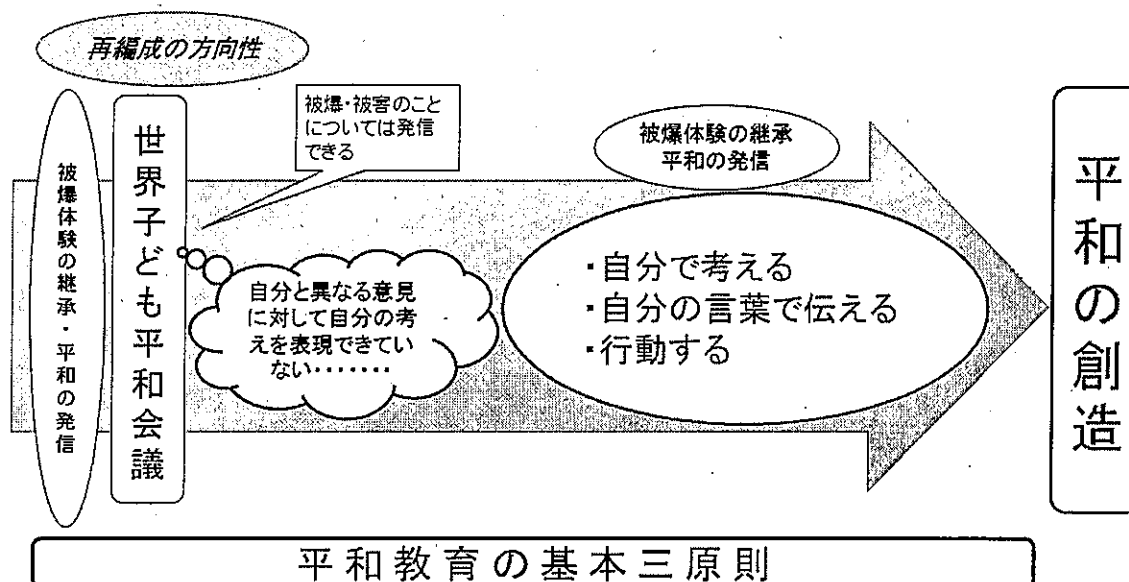 再編成の方向性
被爆体験の継承・平和の発信
世界子ども平和会議
被爆・被害のこと
については発信
できる
自分と異なる意見
に対して自分の考
えを表現できてい
ない・・・・・・・
被爆体験の継承
平和の発信
・自分で考える
・自分の言葉で伝える
・行動する
平和の創造
平和教育の基本三原則